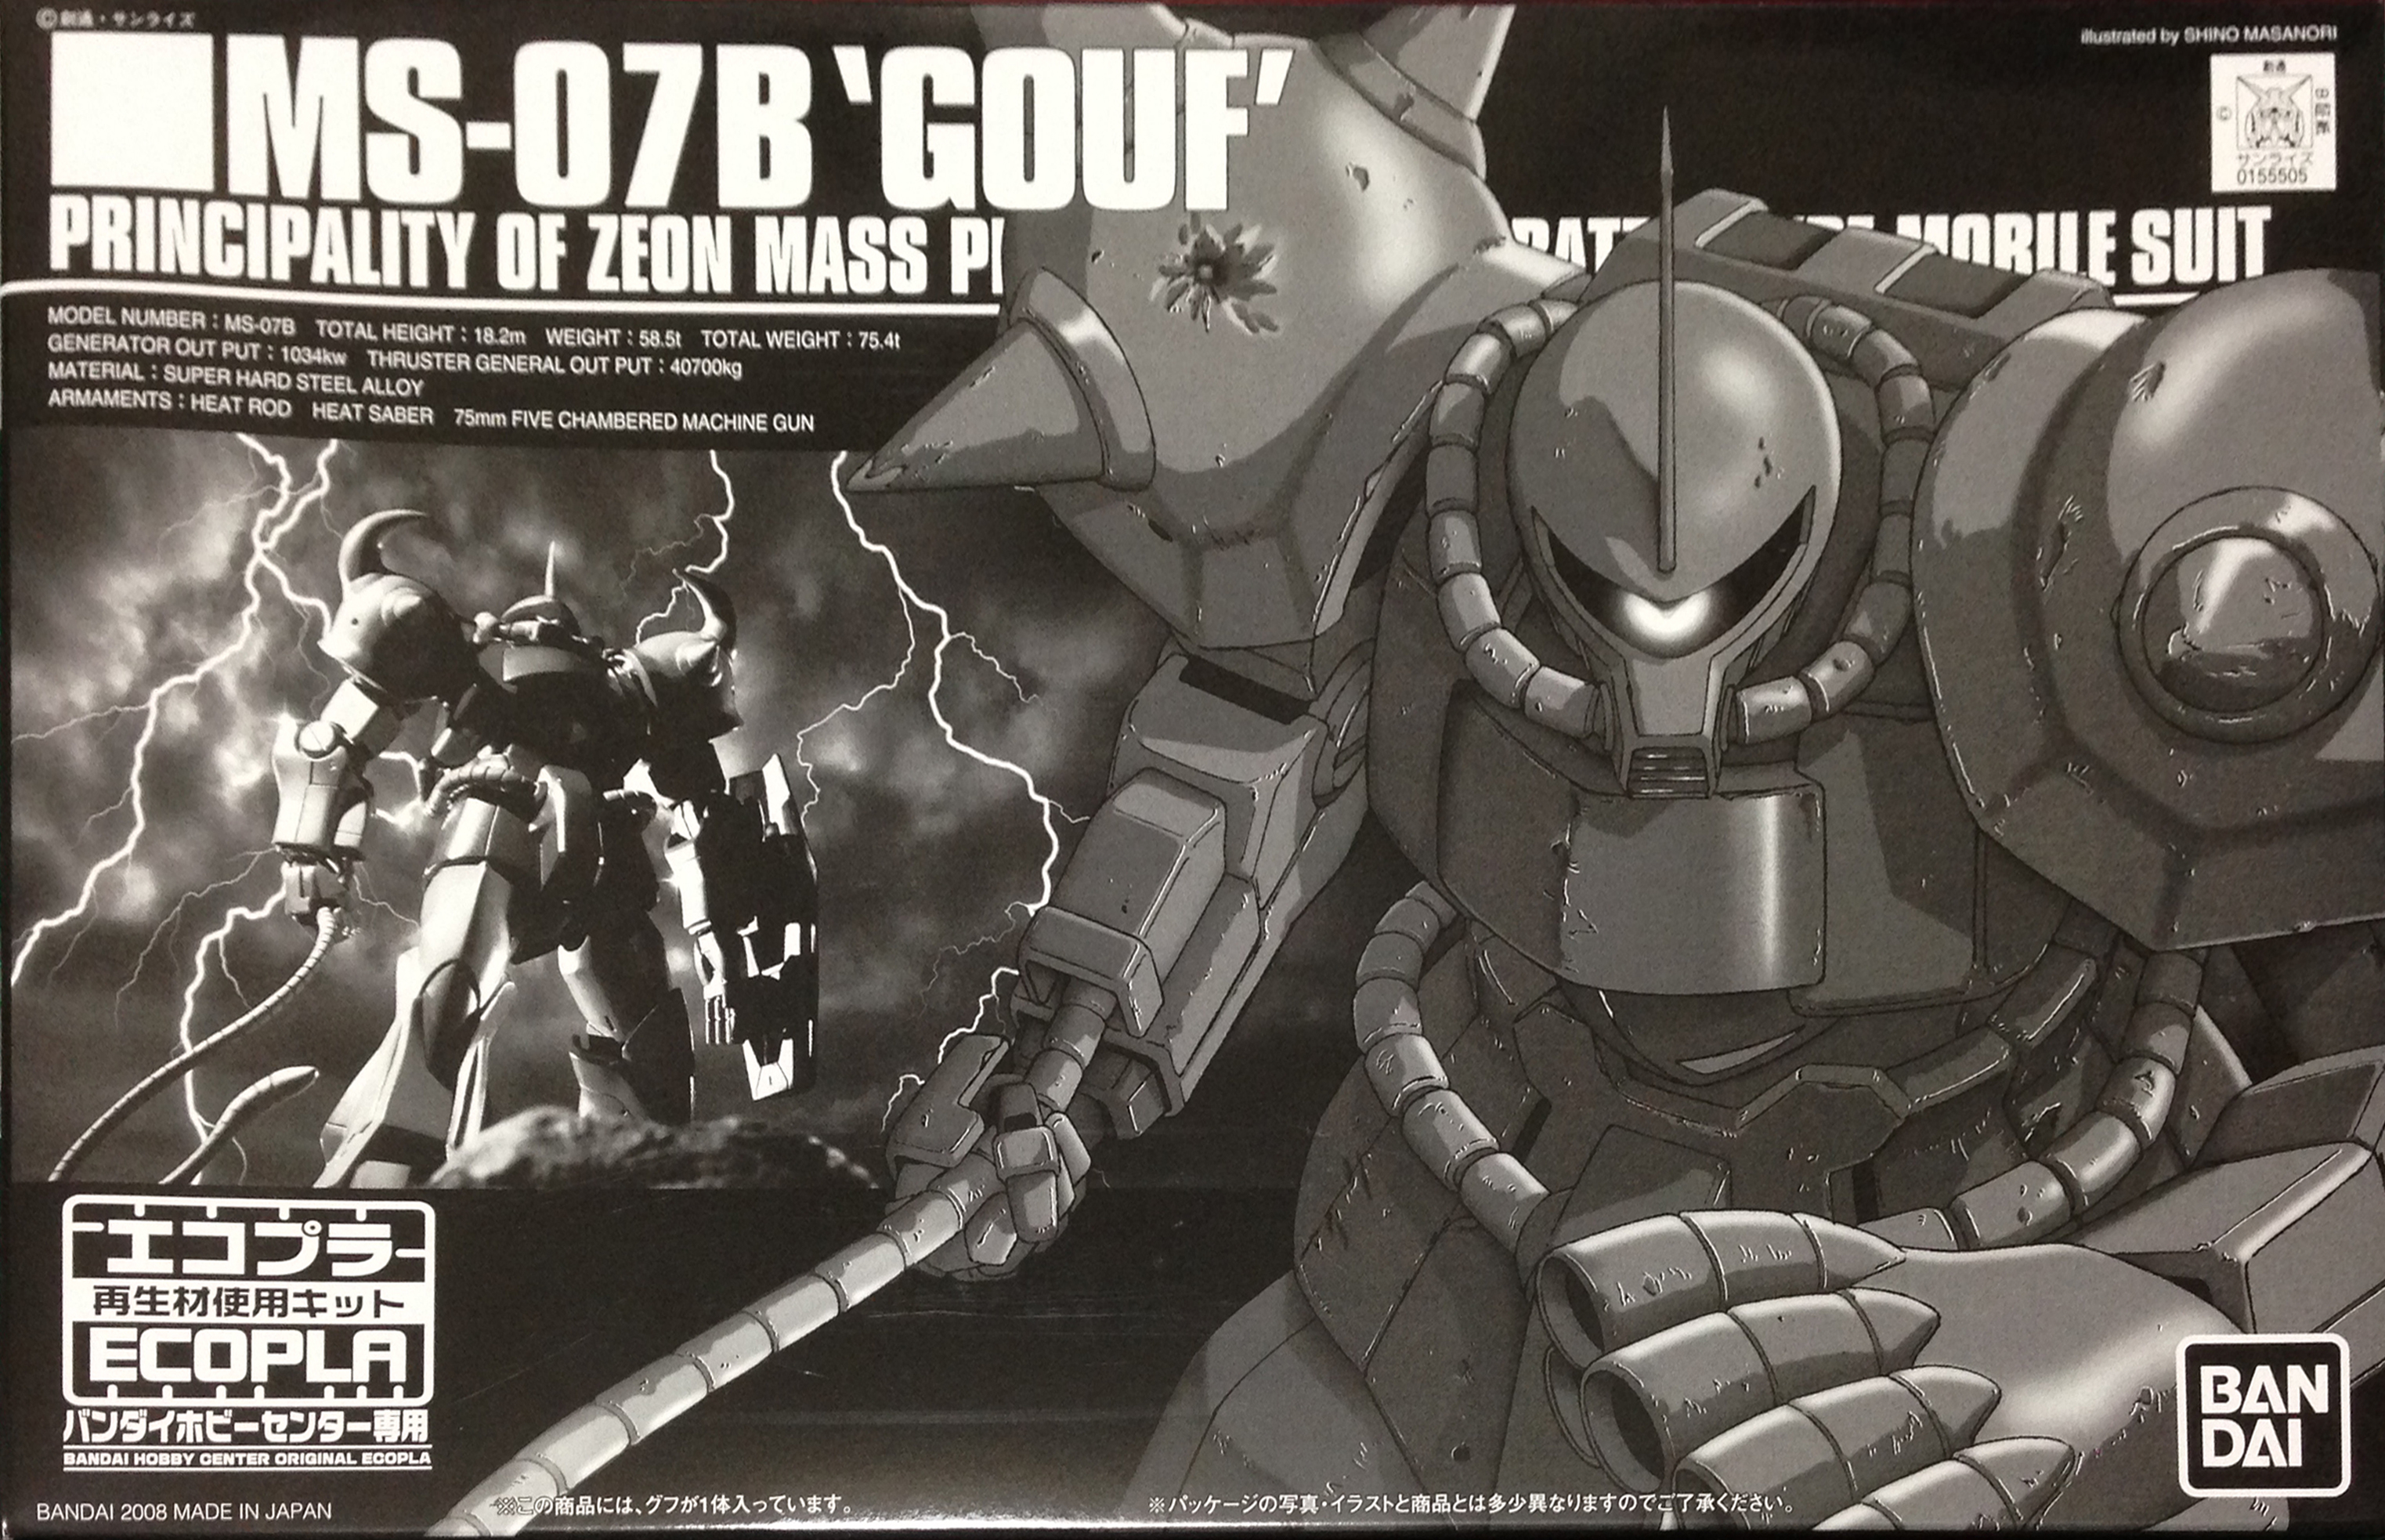 ©創通・サンライズ
illustrated by SHINO MASANORI
MS-07B 'GOUF'
創通
©
サンライズ
0155505
PRINCIPALITY OF ZEON MASS MOBILE SUIT
MODEL NUMBER：MS-07B TOTAL HEIGHT：18.2m WEIGHT：58.5t TOTAL WEIGHT：75.4t
GENERATOR OUT PUT：1034kw THRUSTER GENERAL OUT PUT：40700kg
MATERIAL：SUPER HARD STEEL ALLOY
ARMAMENTS：HEAT ROD HEAT SABER 75mm FIVE CHAMBERED MACHINE GUN
エコプラ
再生材使用キット
ECOPLA
バンダイホビーセンター専用
BANDAI HOBBY CENTER ORIGINAL ECOPLA
BAN
DAI
BANDAI 2008 MADE IN JAPAN
※この商品には、グフが1体入っています。
※パッケージの写真・イラストと商品とは多少異なりますのでご了承ください。